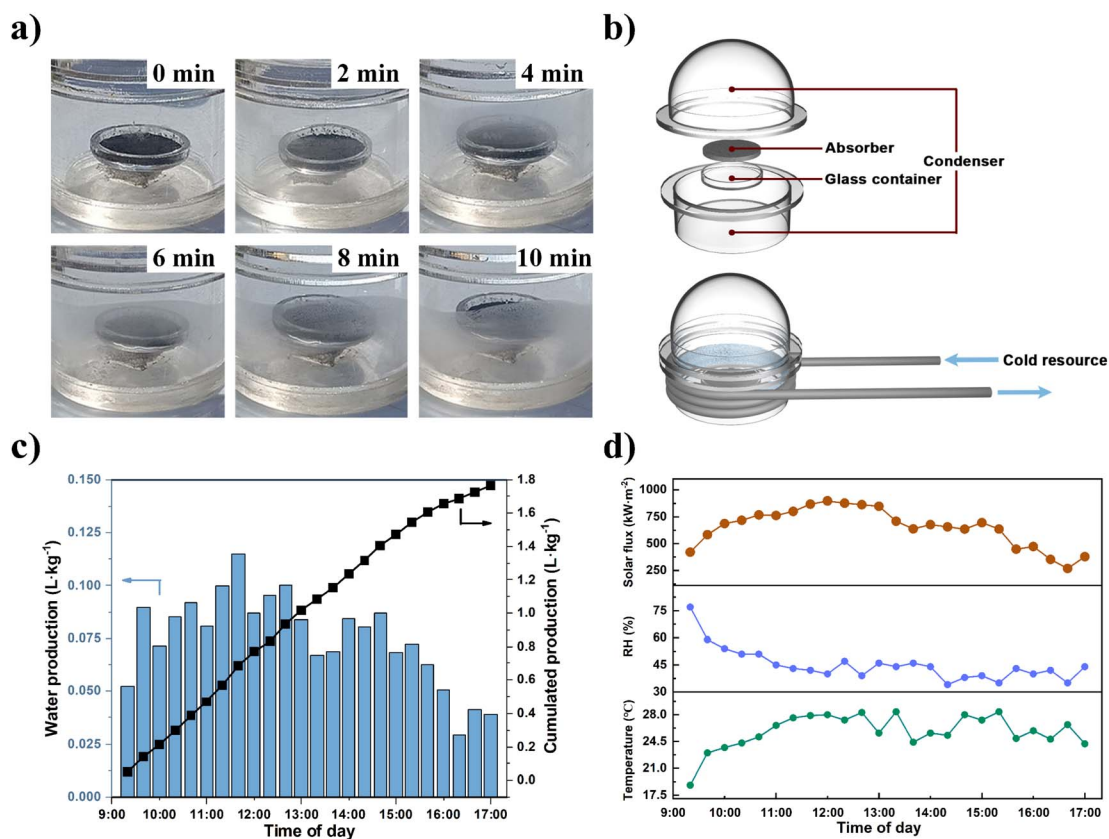 a)
0 min
2 min
4 min
6 min
8 min
10 min
b)
Absorber
Condenser
Glass container
Cold resource
c)
Water production (L·kg⁻¹)
0.150
0.125
0.100
0.075
0.050
0.025
0.000
Cumulated production (L·kg⁻¹)
1.8
1.6
1.4
1.2
1.0
0.8
0.6
0.4
0.2
0.0
9:00 10:00 11:00 12:00 13:00 14:00 15:00 16:00 17:00
Time of day
d)
Solar flux (kW·m⁻²)
1000
750
500
250
RH (%)
75
60
45
30
Temperature (℃)
28.0
24.5
21.0
17.5
9:00 10:00 11:00 12:00 13:00 14:00 15:00 16:00 17:00
Time of day